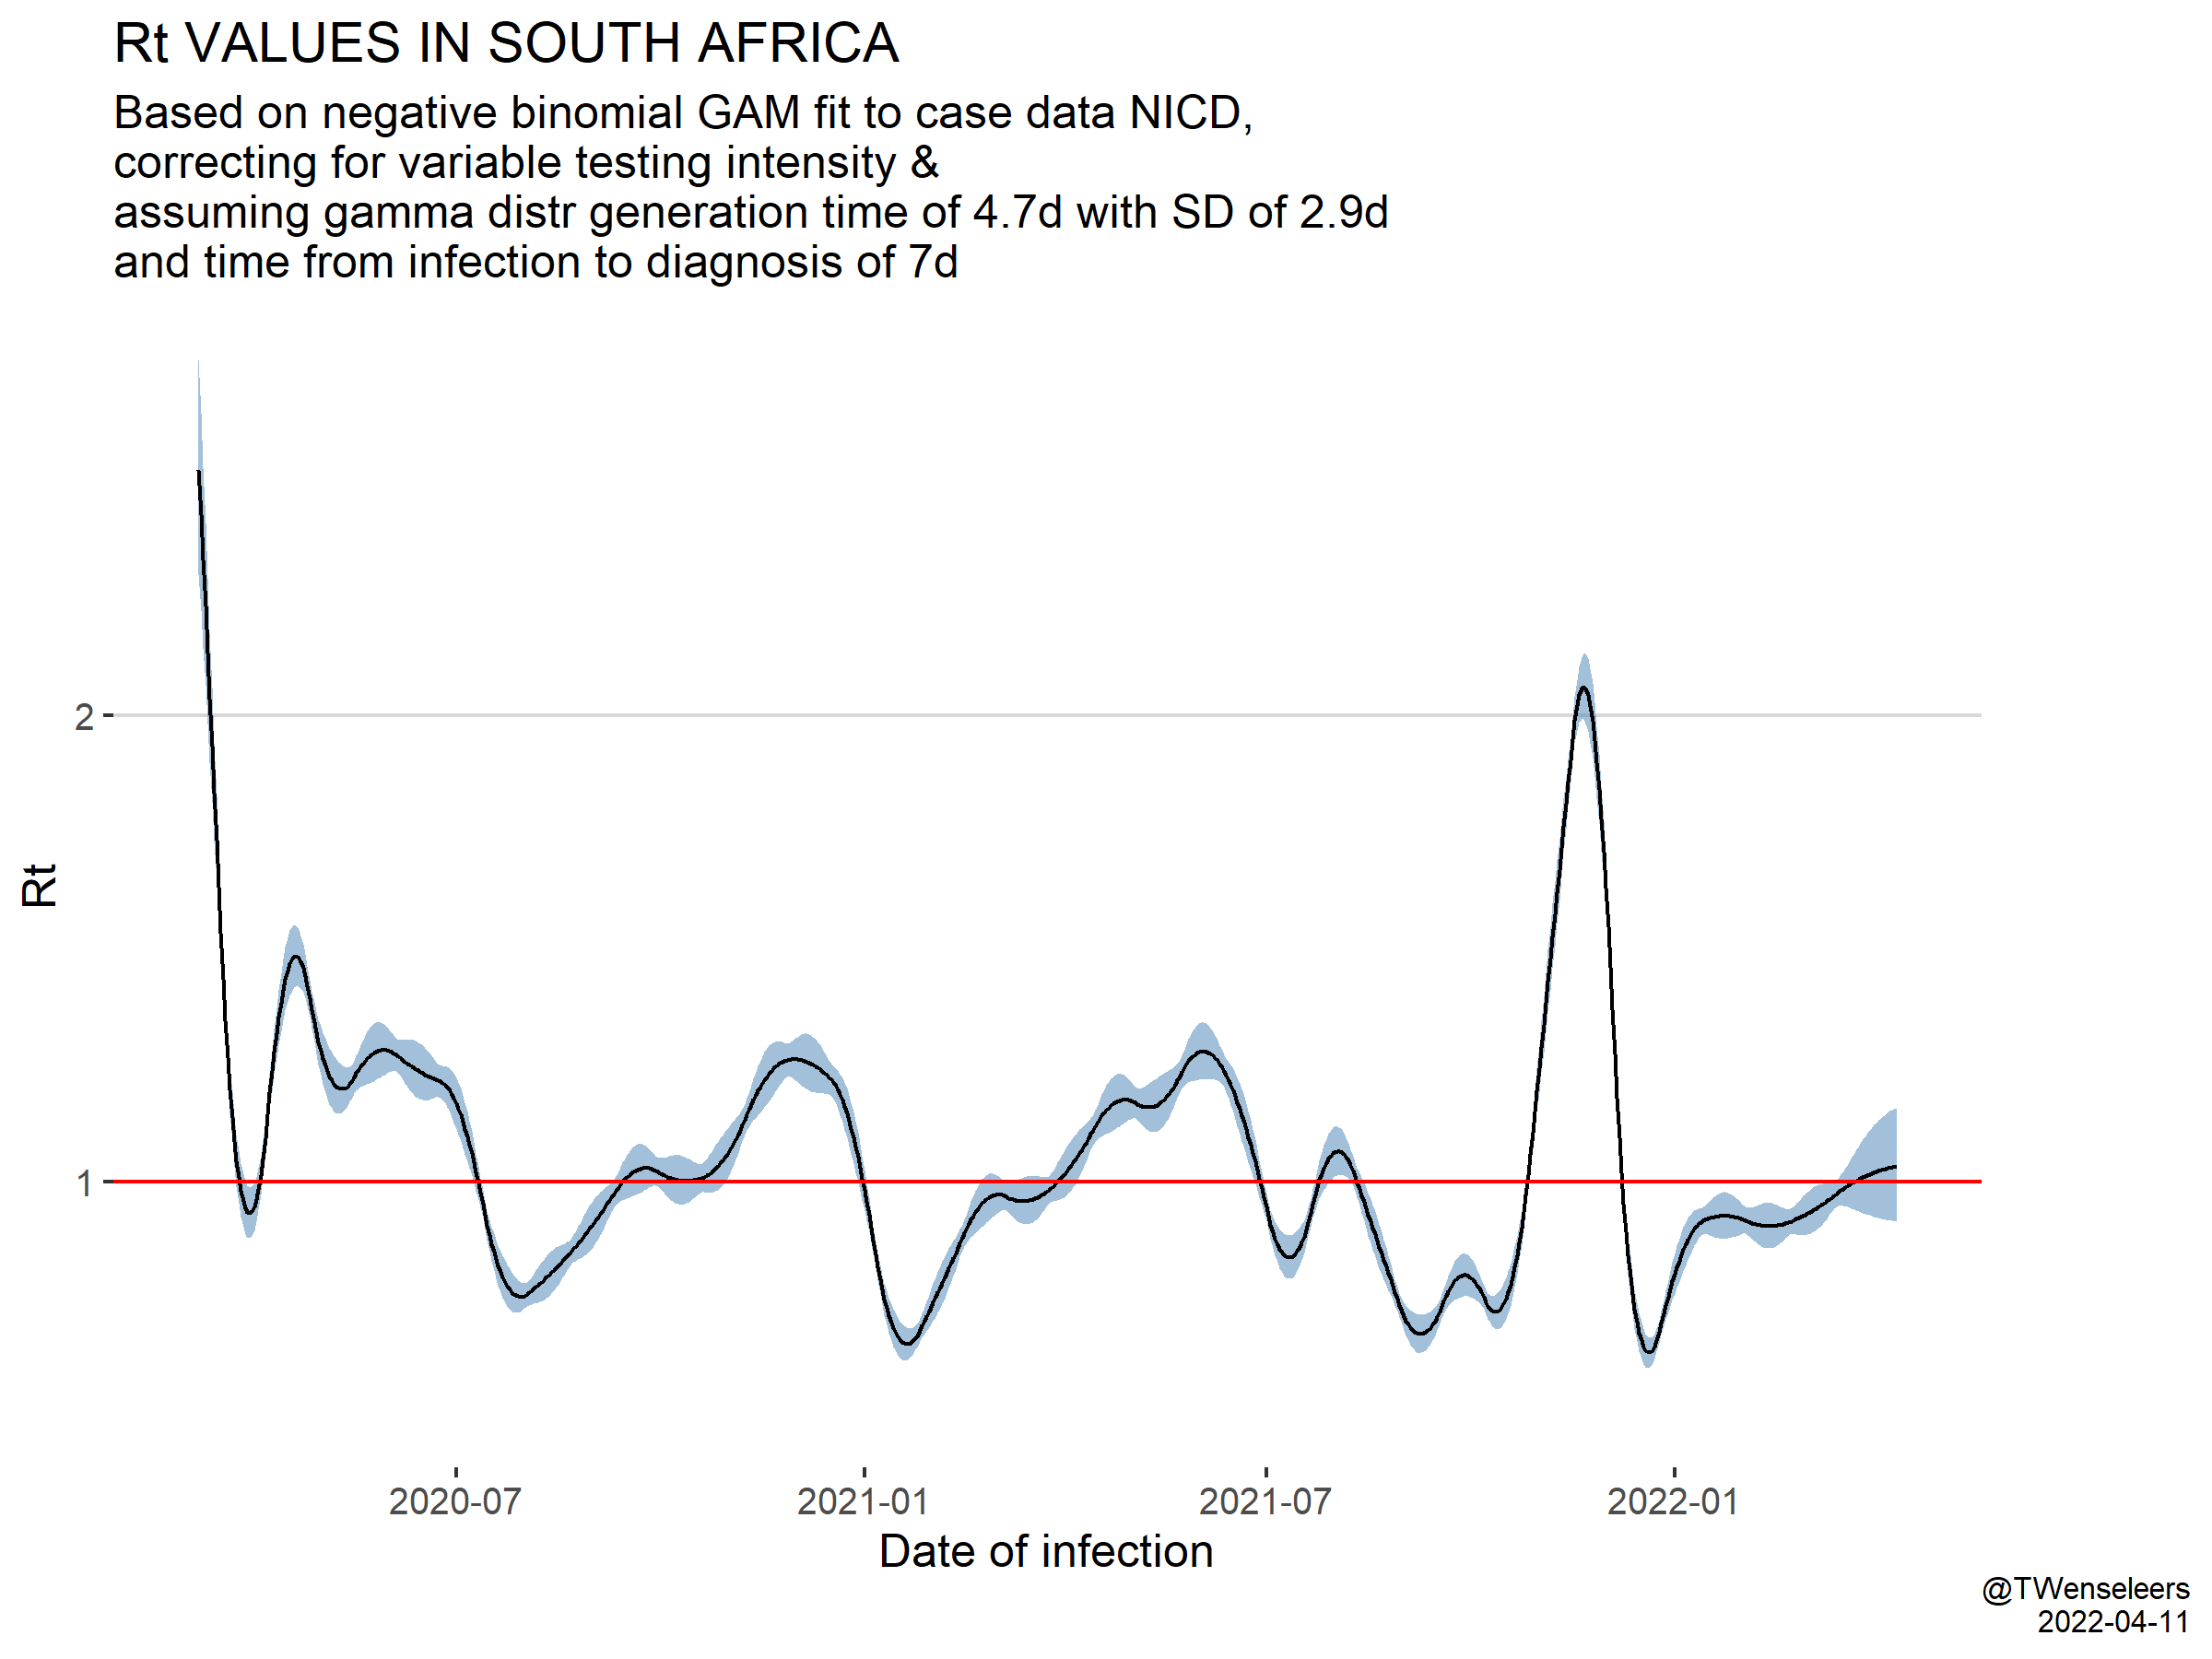 Rt VALUES IN SOUTH AFRICA
Based on negative binomial GAM fit to case data NICD,
correcting for variable testing intensity &
assuming gamma distr generation time of 4.7d with SD of 2.9d
and time from infection to diagnosis of 7d
2
Rt
1
2020-07
2021-01
2021-07
2022-01
Date of infection
@TWenseleers
2022-04-11